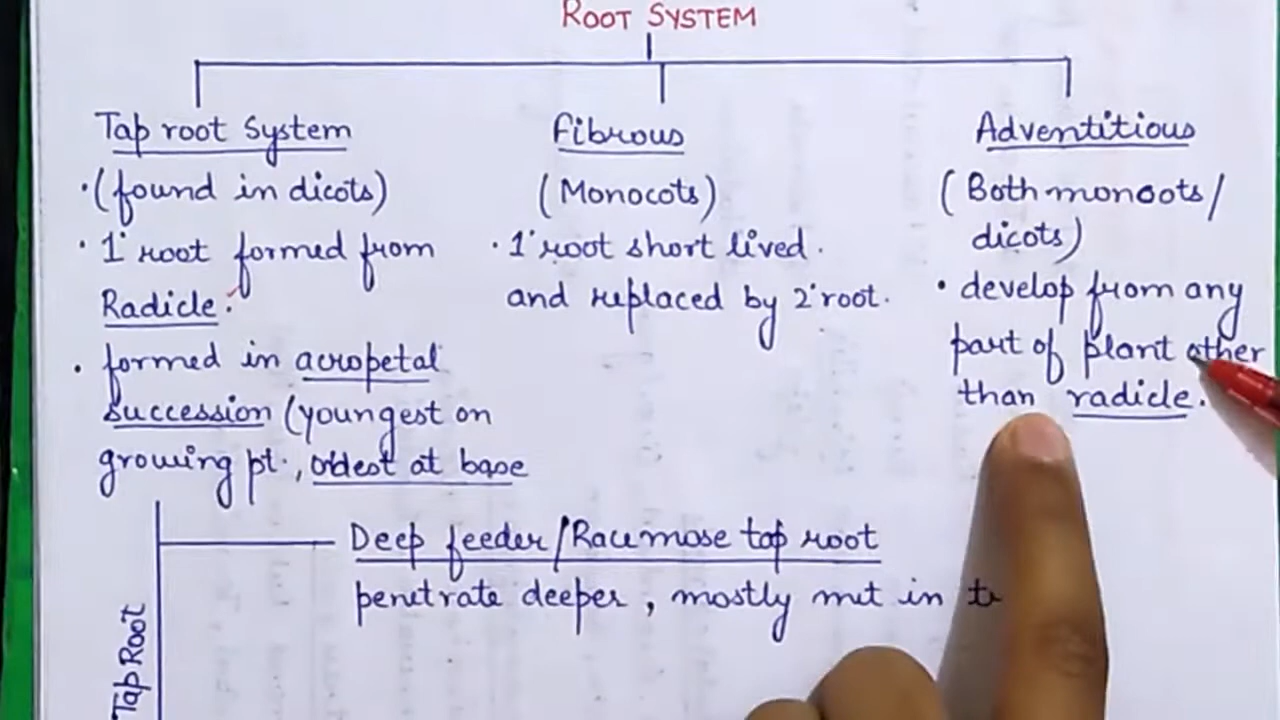 ROOT SYSTEM
Tap root System
• (found in dicots)
• 1° root formed from
Radicle.
• formed in acropetal
succession (youngest on
growing pt., oldest at base
Fibrous
(Monocots)
• 1° root short lived.
and replaced by 2° root.
Adventitious
(Both monoots/
dicots)
• develop from any
part of plant other
than radicle.
Deep feeder/Racemose tap root
penetrate deeper, mostly met in
Tap Root